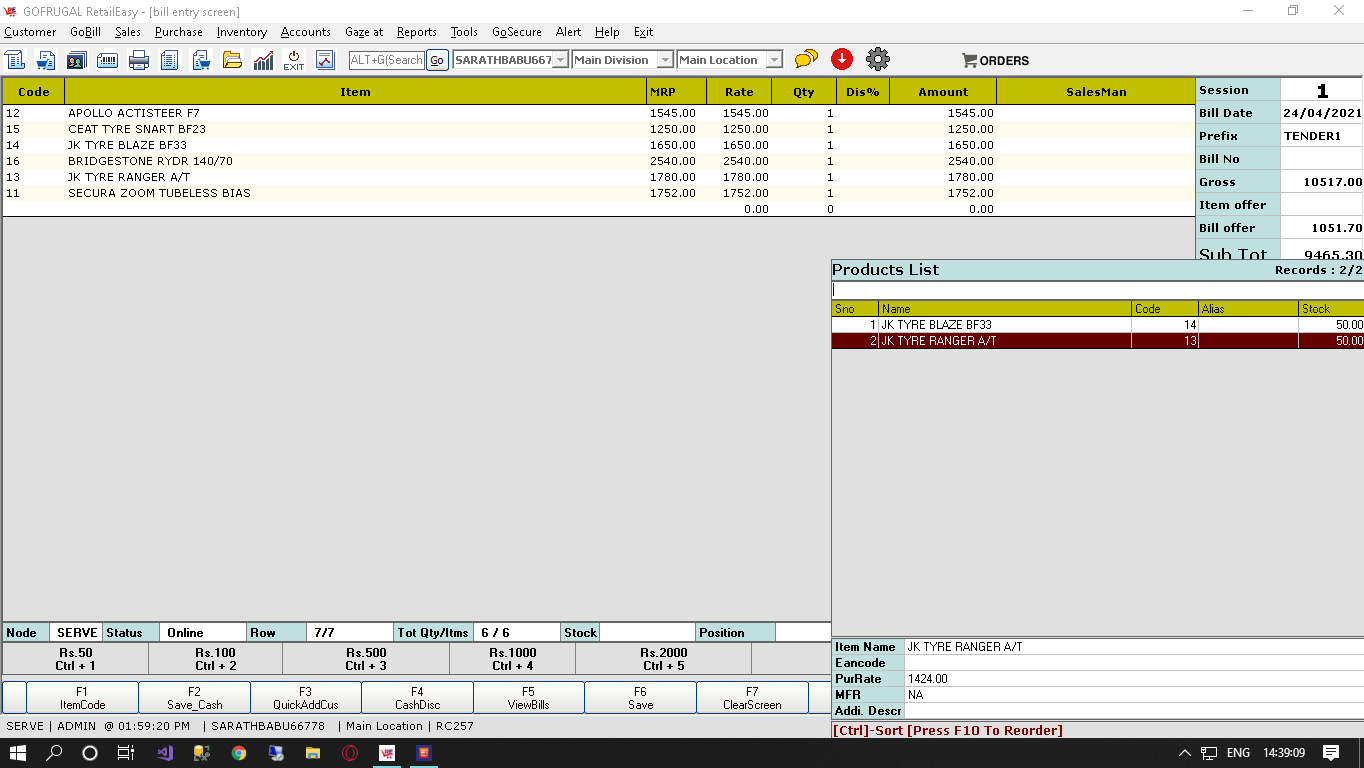 GOFRUGAL RetailEasy - [bill entry screen]
Customer GoBill Sales Purchase Inventory Accounts Gaze at Reports Tools GoSecure Alert Help Exit
EXIT ALT+G(Search Go SARATHBABU667 Main Division Main Location ORDERS
Code Item MRP Rate Qty Dis% Amount SalesMan
12 APOLLO ACTISTEER F7 1545.00 1545.00 1 1545.00
15 CEAT TYRE SNART BF23 1250.00 1250.00 1 1250.00
14 JK TYRE BLAZE BF33 1650.00 1650.00 1 1650.00
16 BRIDGESTONE RYDR 140/70 2540.00 2540.00 1 2540.00
13 JK TYRE RANGER A/T 1780.00 1780.00 1 1780.00
11 SECURA ZOOM TUBELESS BIAS 1752.00 1752.00 1 1752.00
0.00 0 0.00
Session 1
Bill Date 24/04/2021
Prefix TENDER1
Bill No
Gross 10517.00
Item offer
Bill offer 1051.70
Sub Tot 9465.30
Products List Records : 2/2
Sno Name Code Alias Stock
1 JK TYRE BLAZE BF33 14 50.00
2 JK TYRE RANGER A/T 13 50.00
Item Name JK TYRE RANGER A/T
Eancode
PurRate 1424.00
MFR NA
Addi. Descr
[Ctrl]-Sort [Press F10 To Reorder]
Node SERVE Status Online Row 7/7 Tot Qty/Itms 6 / 6 Stock Position
Rs.50 Rs.100 Rs.500 Rs.1000 Rs.2000
Ctrl + 1 Ctrl + 2 Ctrl + 3 Ctrl + 4 Ctrl + 5
F1 F2 F3 F4 F5 F6 F7
ItemCode Save_Cash QuickAddCus CashDisc ViewBills Save ClearScreen
SERVE | ADMIN @ 01:59:20 PM | SARATHBABU66778 | Main Location | RC257
ENG 14:39:09